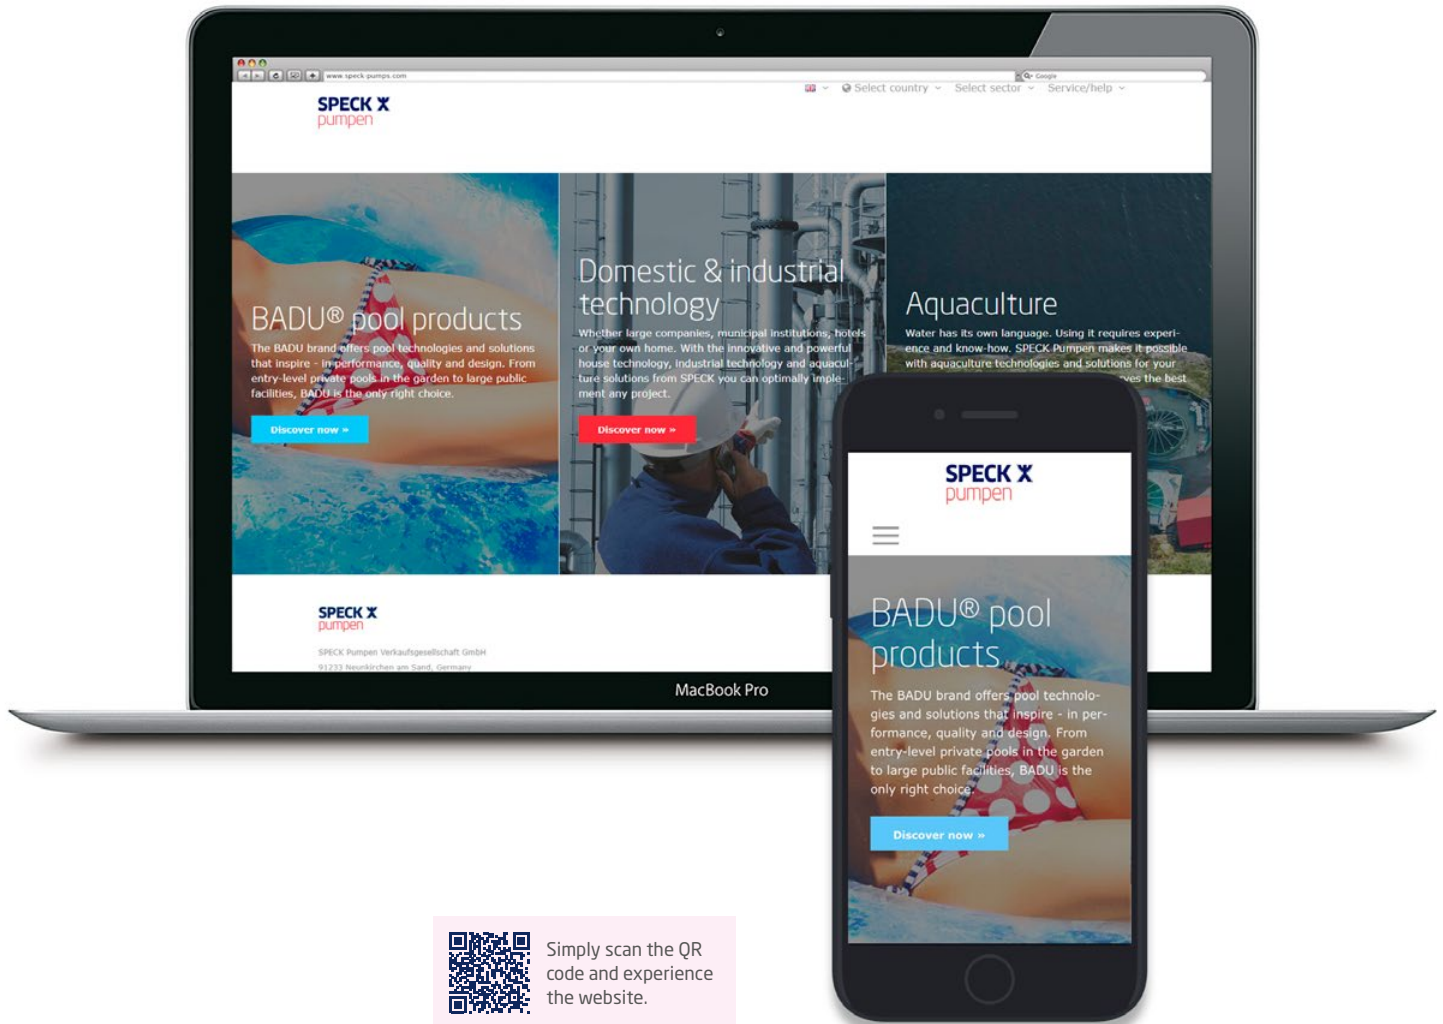 www.speck-pumps.com
Google
SPECK
pumpen
Select country
Select sector
Service/help
BADU® pool products
The BADU brand offers pool technologies and solutions
that inspire - in performance, quality and design. From
entry-level private pools in the garden to large public
facilities, BADU is the only right choice.
Discover now »
Domestic & industrial
technology
Whether large companies, municipal institutions, hotels
or your own home. With the innovative and powerful
house technology, industrial technology and aquacul-
ture solutions from SPECK you can optimally imple-
ment any project.
Discover now »
Aquaculture
Water has its own language. Using it requires experi-
ence and know-how. SPECK Pumpen makes it possible
with aquaculture technologies and solutions for your
the best
SPECK
pumpen
SPECK Pumpen Verkaufsgesellschaft GmbH
91233 Neunkirchen am Sand, Germany
MacBook Pro
SPECK
pumpen
BADU® pool
products
The BADU brand offers pool technolo-
gies and solutions that inspire - in per-
formance, quality and design. From
entry-level private pools in the garden
to large public facilities, BADU is the
only right choice.
Discover now »
Simply scan the QR
code and experience
the website.